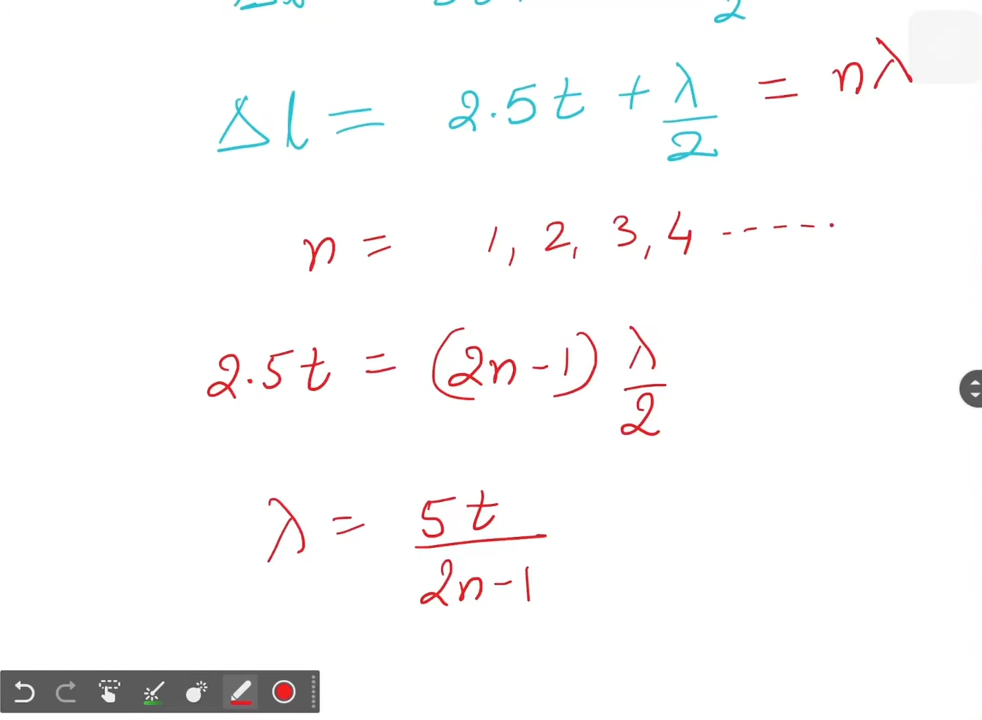 Δl = 2.5t + λ/2 = nλ
n = 1, 2, 3, 4 -----.
2.5t = (2n-1) λ/2
λ = 5t/2n-1